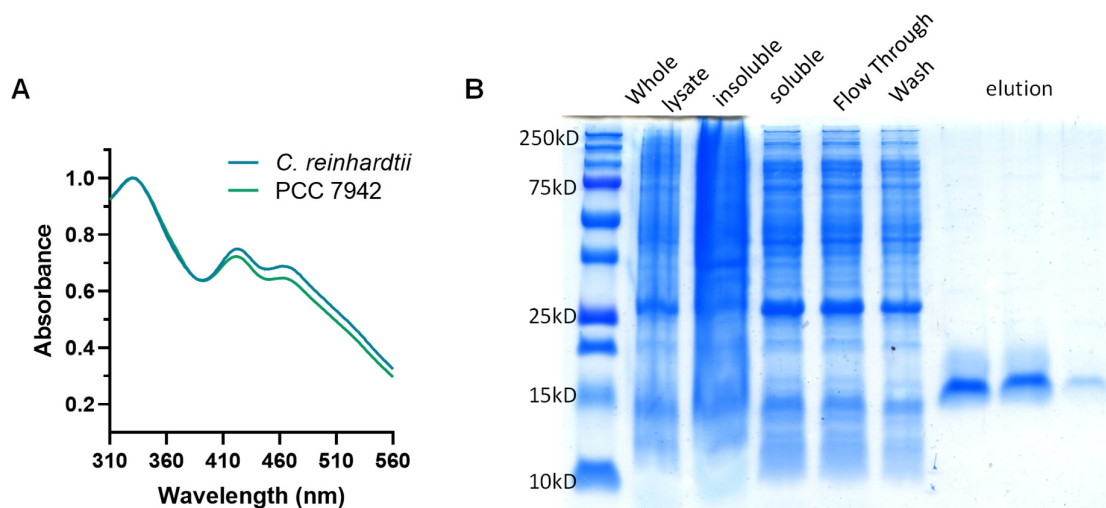 A
C. reinhardtii
PCC 7942
1.0
0.8
0.6
0.4
0.2
310 360 410 460 510 560
Absorbance
Wavelength (nm)
B
Whole
lysate
insoluble
soluble
Flow Through
Wash
elution
250kD
75kD
25kD
15kD
10kD